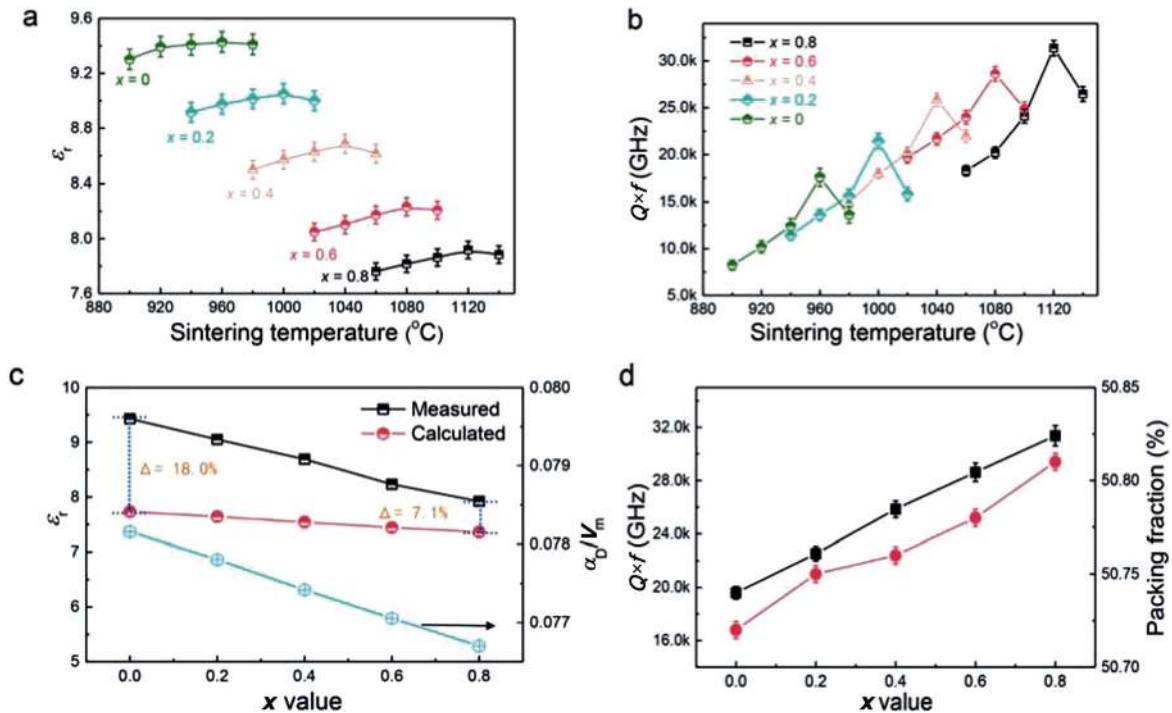 a
9.6
9.2
8.8
8.4
8.0
7.6
εr
x = 0
x = 0.2
x = 0.4
x = 0.6
x = 0.8
880 920 960 1000 1040 1080 1120
Sintering temperature (°C)
b
30.0k
25.0k
20.0k
15.0k
10.0k
5.0k
Q×f (GHz)
x = 0.8
x = 0.6
x = 0.4
x = 0.2
x = 0
880 920 960 1000 1040 1080 1120
Sintering temperature (°C)
c
10
9
8
7
6
5
εr
Measured
Calculated
Δ = 18.0%
Δ = 7.1%
0.080
0.079
0.078
0.077
αD/Vm
0.0 0.2 0.4 0.6 0.8
x value
d
32.0k
28.0k
24.0k
20.0k
16.0k
Q×f (GHz)
50.85
50.80
50.75
50.70
Packing fraction (%)
0.0 0.2 0.4 0.6 0.8
x value